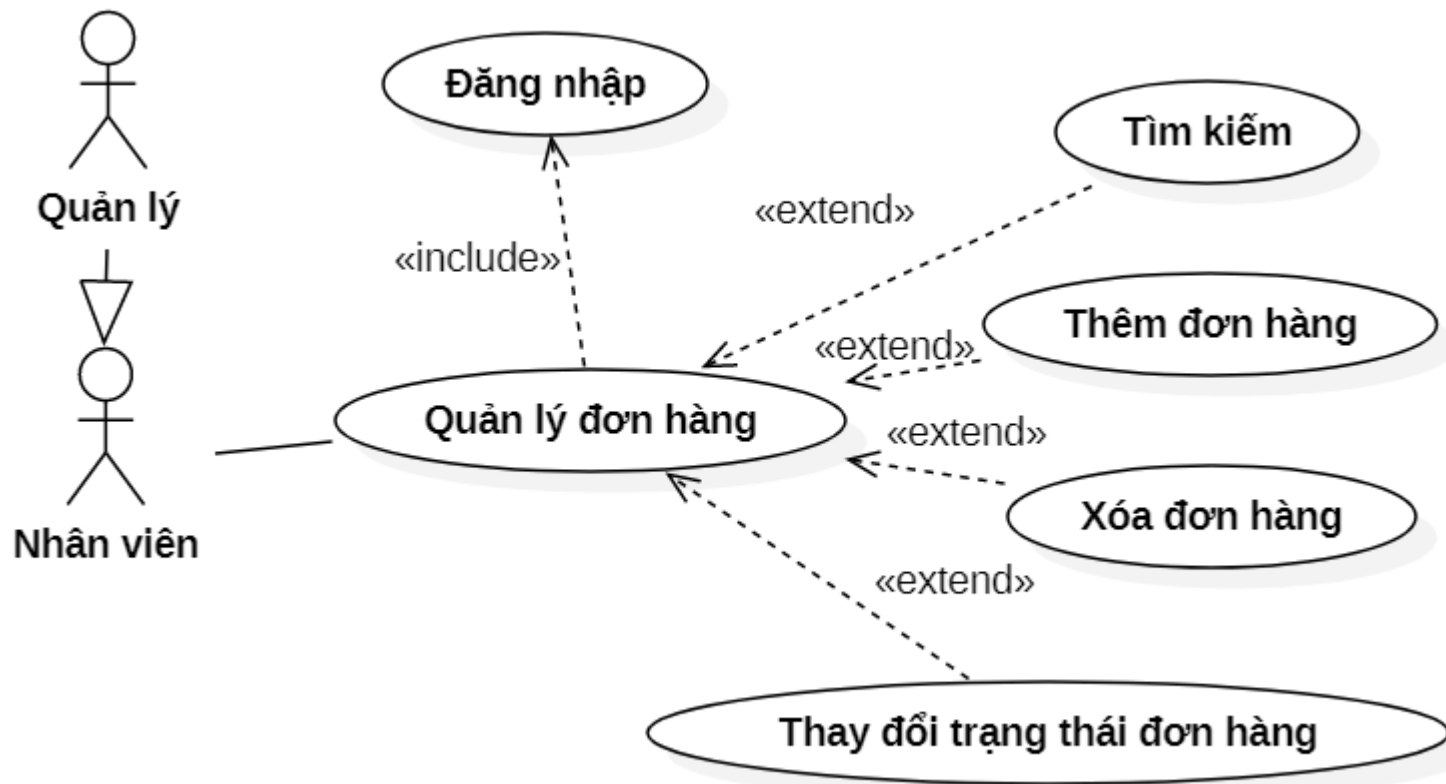 Đăng nhập
Tìm kiếm
Quản lý
«extend»
«include»
Thêm đơn hàng
«extend»
Quản lý đơn hàng
«extend»
Xóa đơn hàng
Nhân viên
«extend»
Thay đổi trạng thái đơn hàng